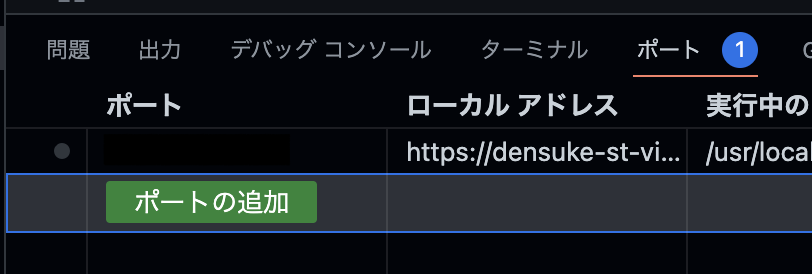 問題 出力 デバッグ コンソール ターミナル ポート 1
ポート ローカル アドレス 実行中の
https://densuke-st-vi... /usr/local
ポートの追加